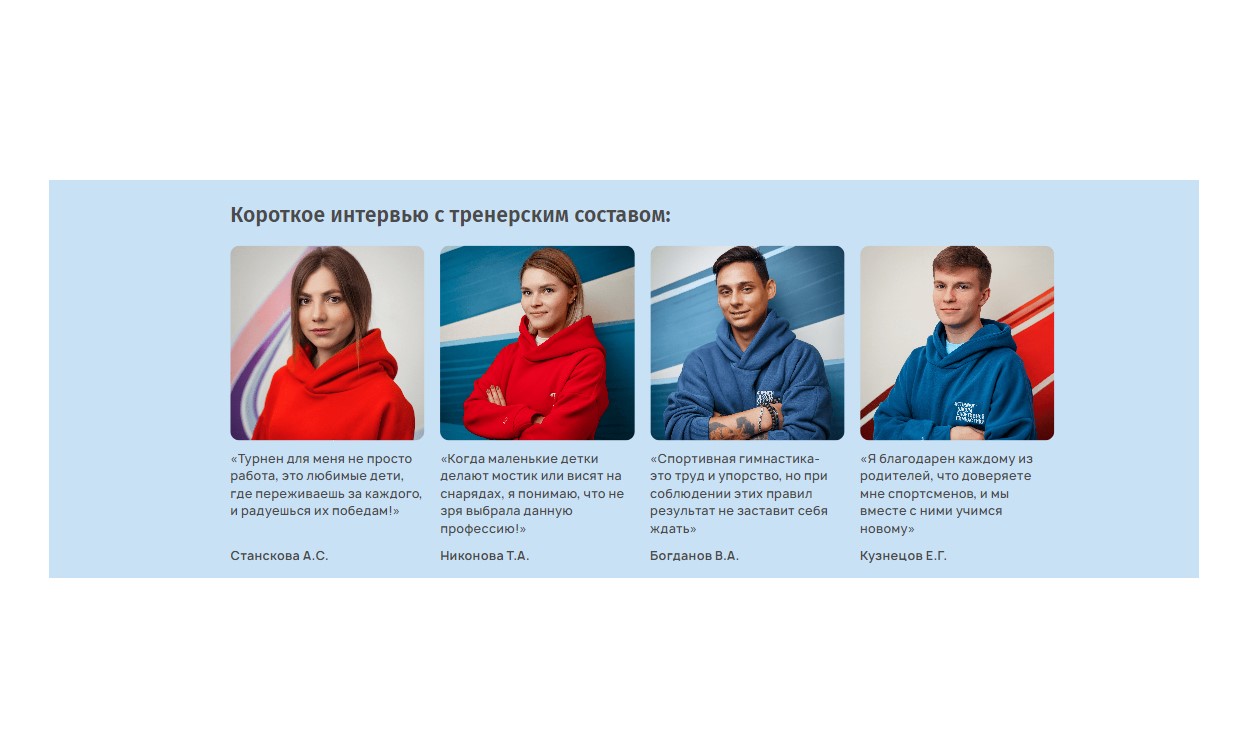 Короткое интервью с тренерским составом:
«Турнен для меня не просто
работа, это любимые дети,
где переживаешь за каждого,
и радуешься их победам!»
Станскова А.С.
«Когда маленькие детки
делают мостик или висят на
снарядах, я понимаю, что не
зря выбрала данную
профессию!»
Никонова Т.А.
«Спортивная гимнастика-
это труд и упорство, но при
соблюдении этих правил
результат не заставит себя
ждать»
Богданов В.А.
«Я благодарен каждому из
родителей, что доверяете
мне спортсменов, и мы
вместе с ними учимся
новому»
Кузнецов Е.Г.